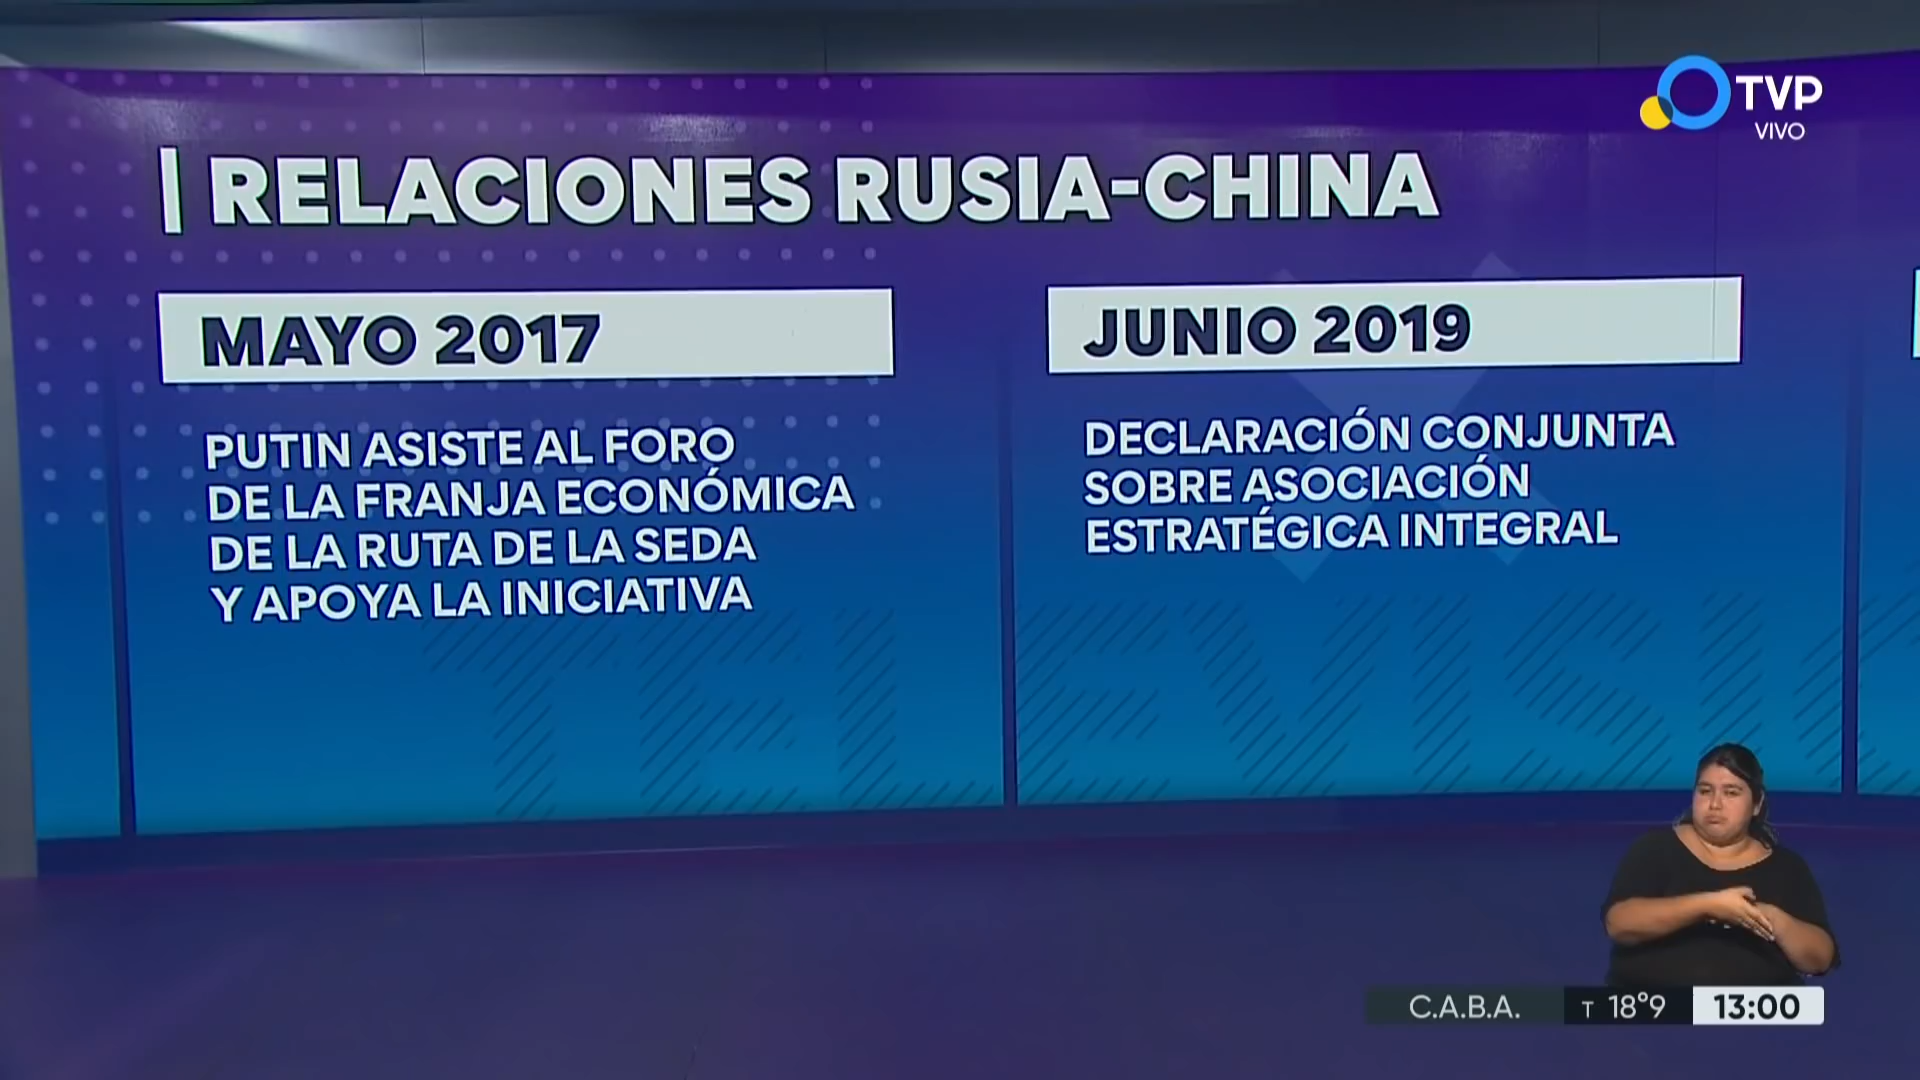 TVP
VIVO
RELACIONES RUSIA-CHINA
MAYO 2017
PUTIN ASISTE AL FORO
DE LA FRANJA ECONÓMICA
DE LA RUTA DE LA SEDA
Y APOYA LA INICIATIVA
JUNIO 2019
DECLARACIÓN CONJUNTA
SOBRE ASOCIACIÓN
ESTRATÉGICA INTEGRAL
C.A.B.A. T 18°9 13:00